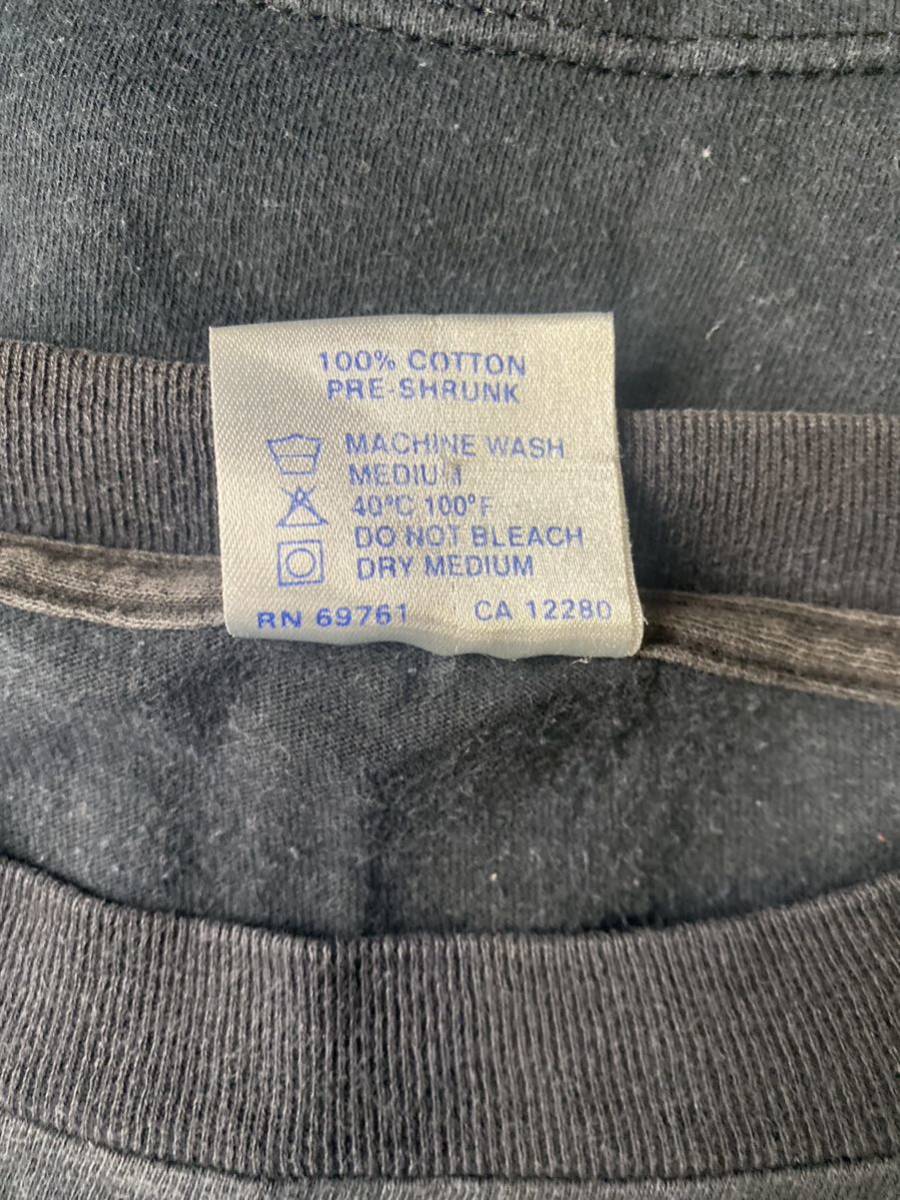 100% COTTON
PRE-SHRUNK
MACHINE WASH
MEDIUM
40°C 100°F
DO NOT BLEACH
DRY MEDIUM
RN 69761 CA 12280